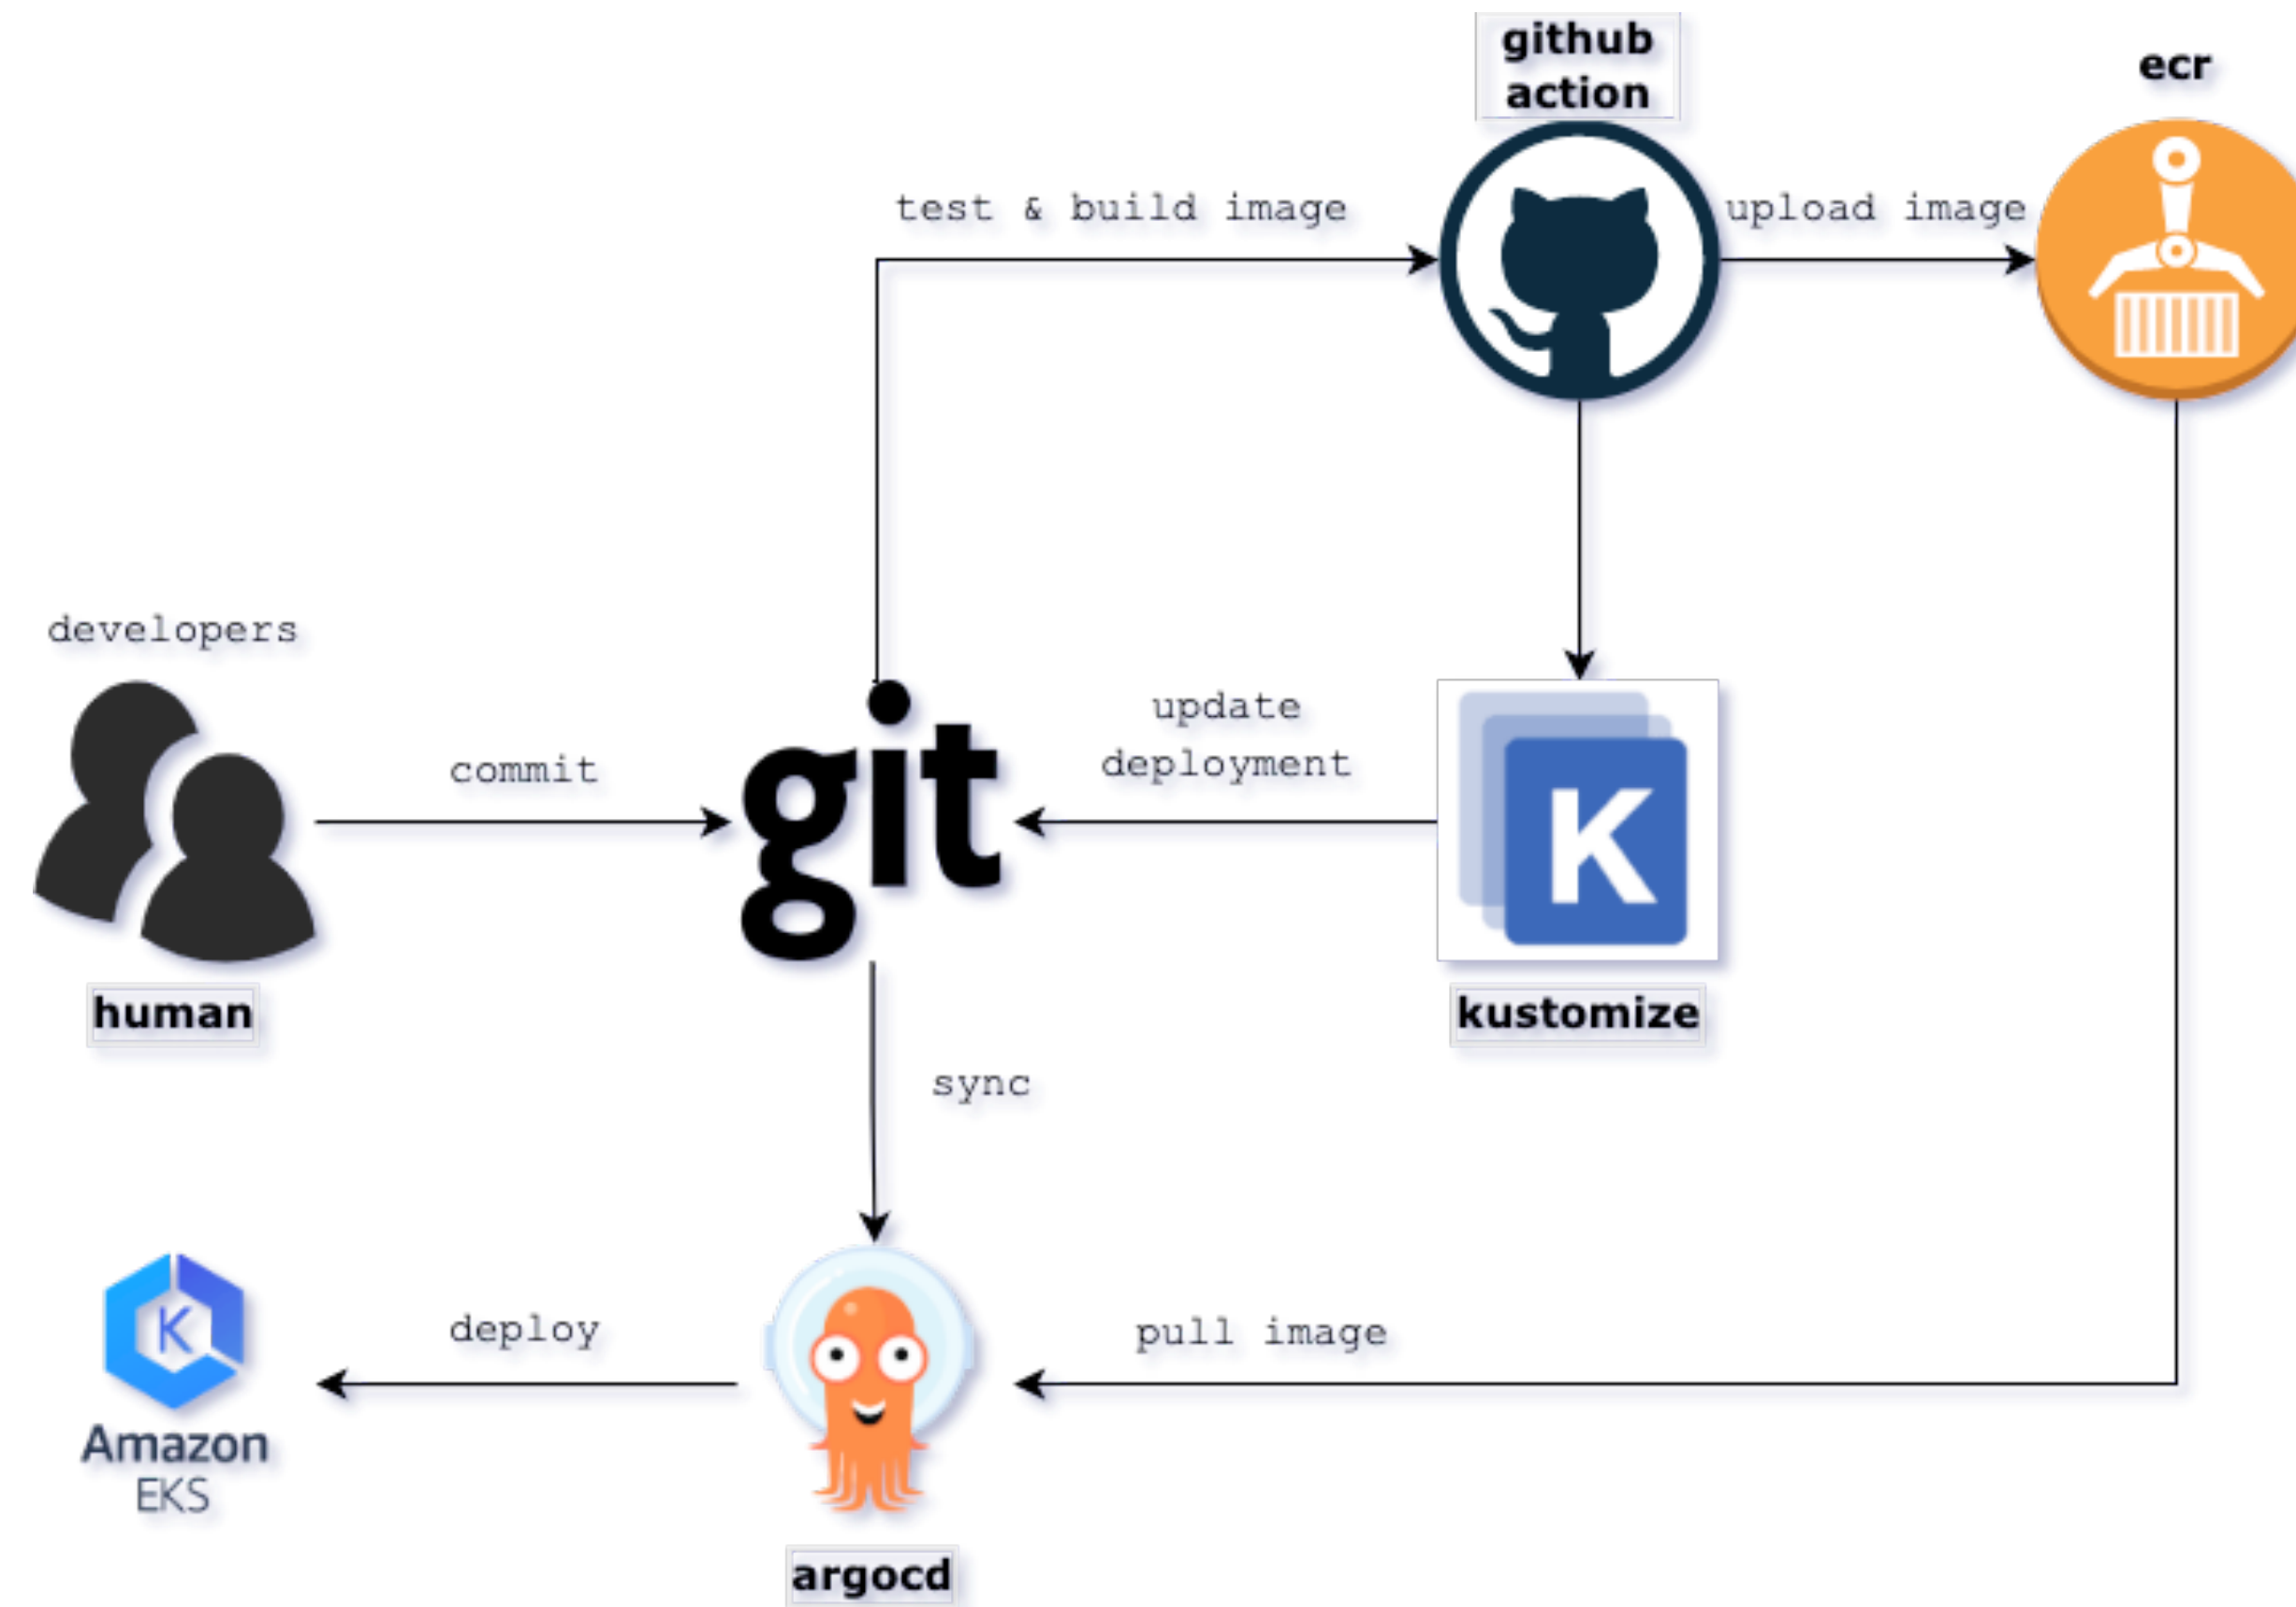 github
action
ecr
test & build image
upload image
developers
commit
git
update
deployment
K
human
kustomize
sync
K
deploy
pull image
Amazon
EKS
argocd